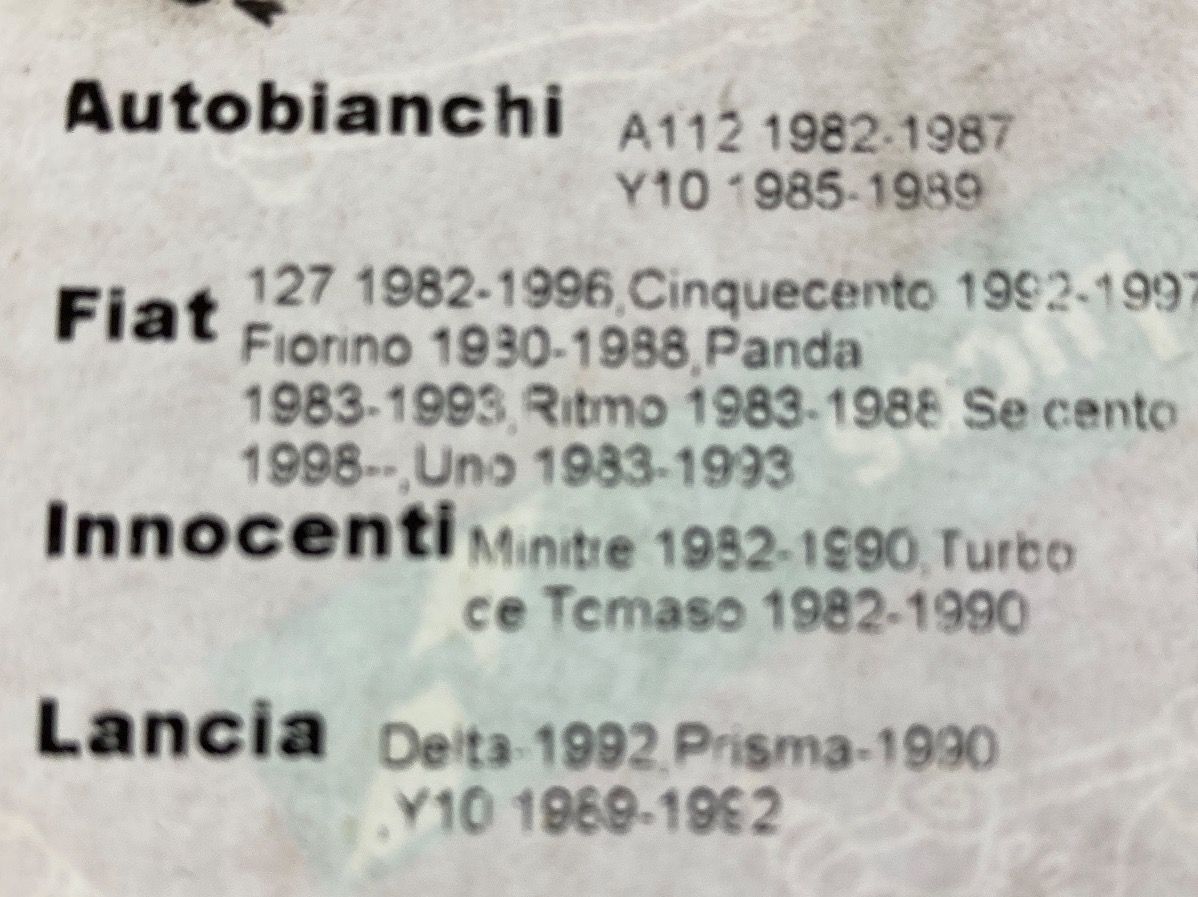 Autobianchi A112 1982-1987
Y10 1985-1989
Fiat 127 1982-1996,Cinquecento 1992-1997
Fiorino 1980-1988,Panda
1983-1993,Ritmo 1983-1988,Se cento
1998--,Uno 1983-1993
Innocenti Minitre 1982-1990,Turbo
de Tomaso 1982-1990
Lancia Delta-1992,Prisma-1990
,Y10 1989-1992